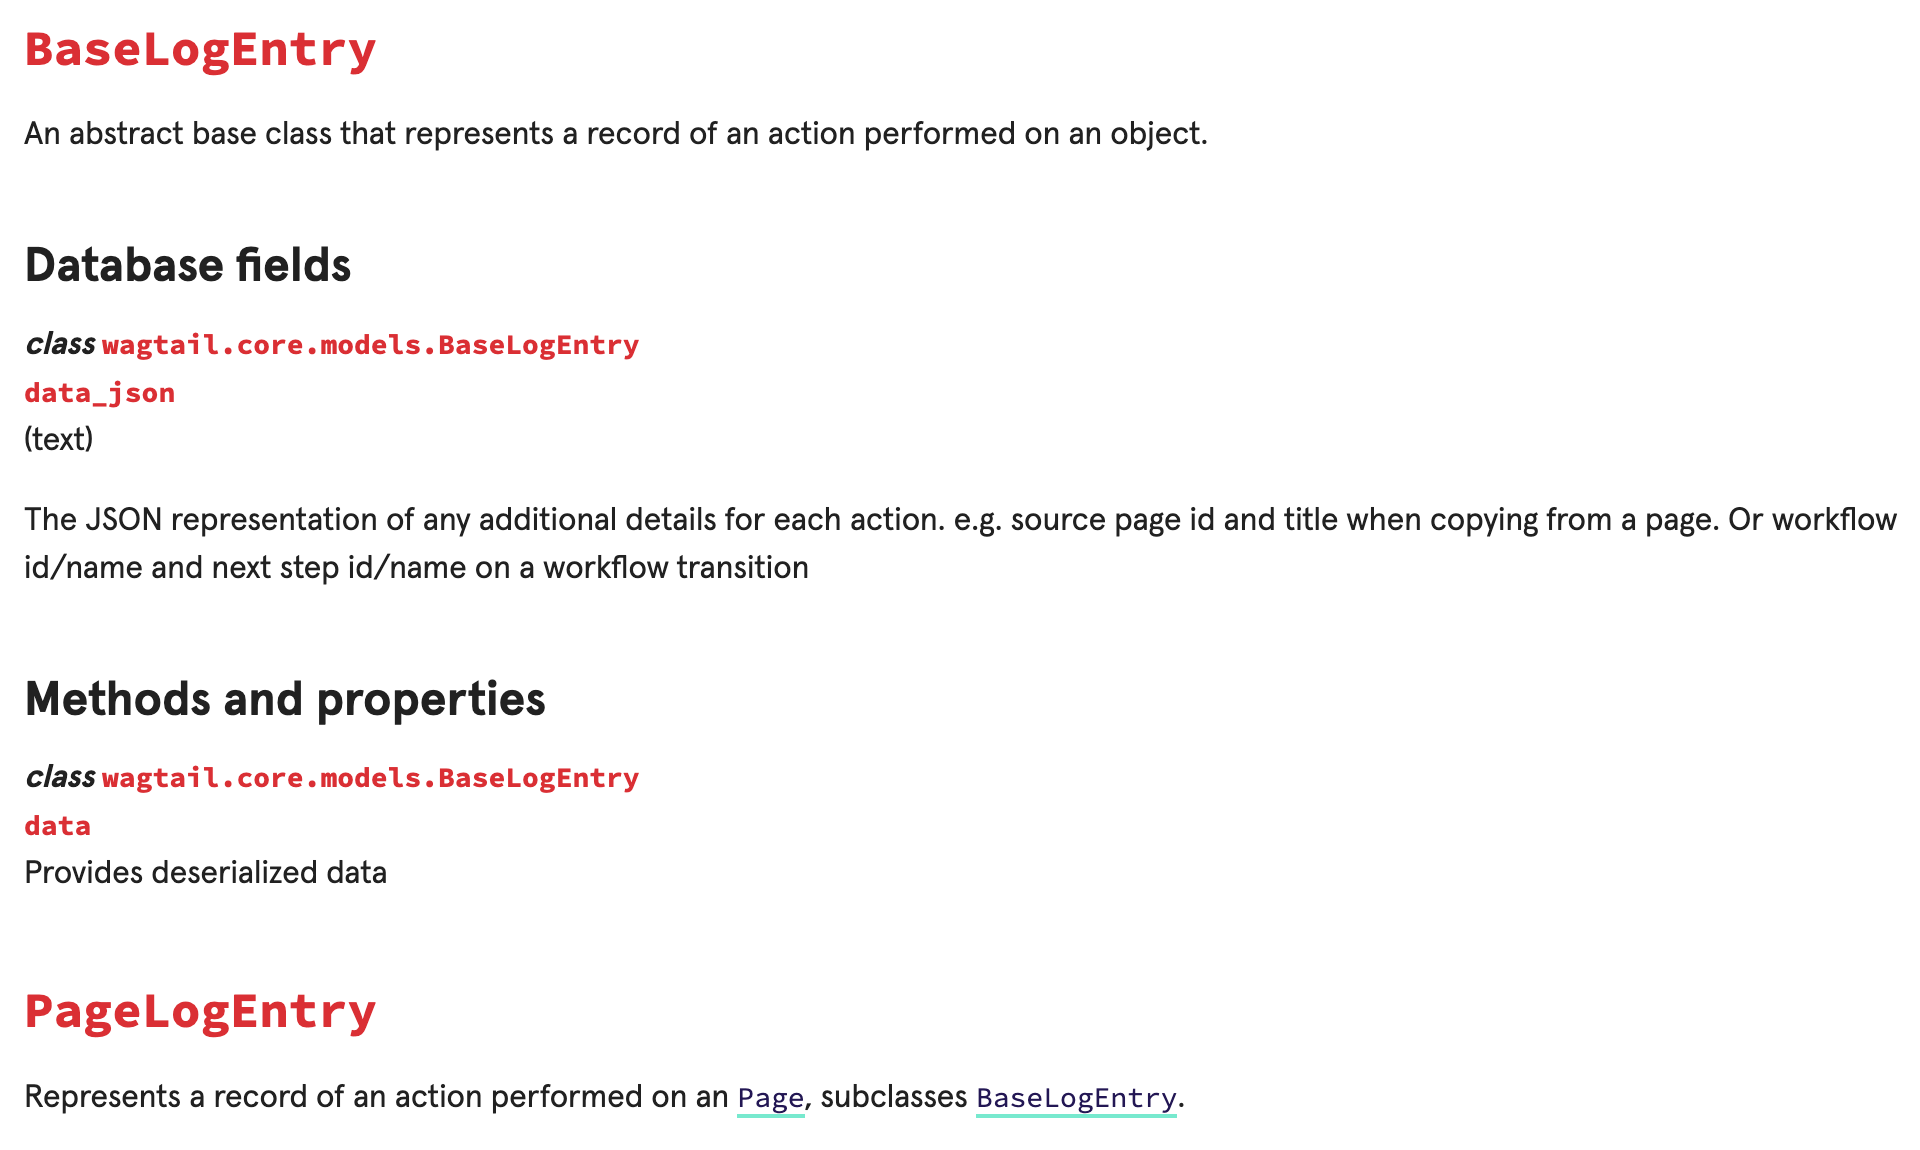 BaseLogEntry
An abstract base class that represents a record of an action performed on an object.
Database fields
class wagtail.core.models.BaseLogEntry
data_json
(text)
The JSON representation of any additional details for each action. e.g. source page id and title when copying from a page. Or workflow
id/name and next step id/name on a workflow transition
Methods and properties
class wagtail.core.models.BaseLogEntry
data
Provides deserialized data
PageLogEntry
Represents a record of an action performed on an Page, subclasses BaseLogEntry.